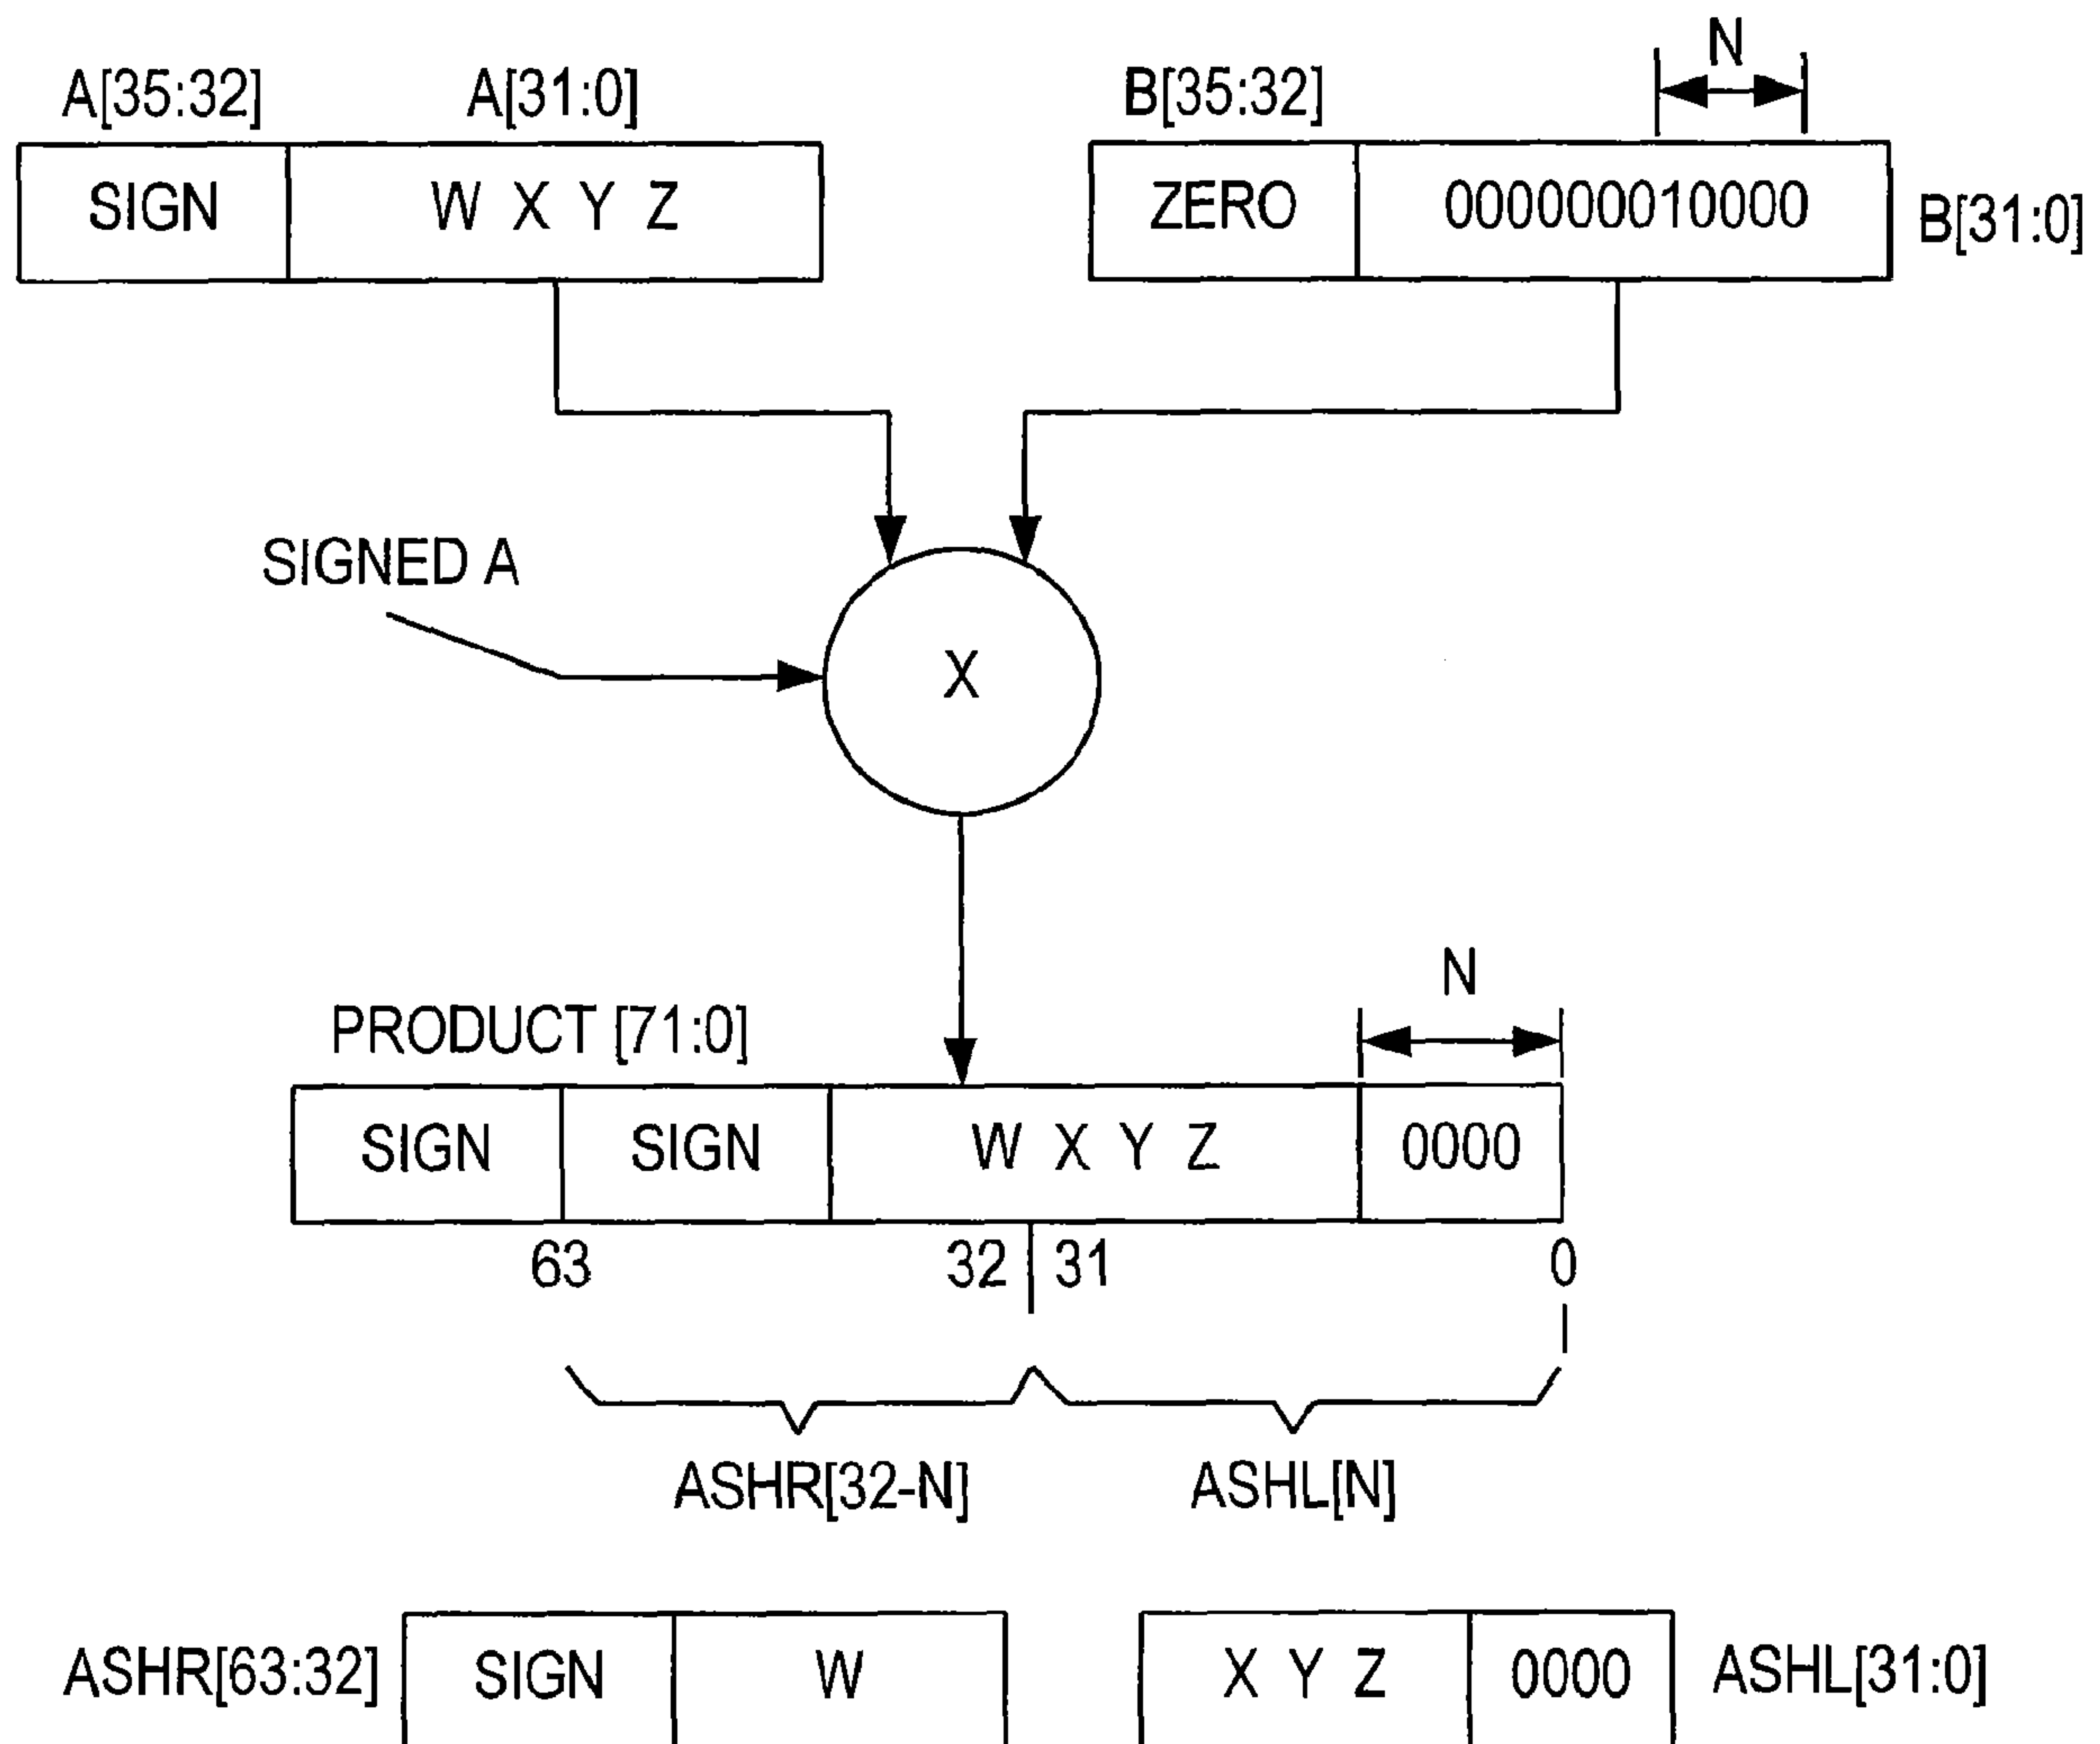 N
A[35:32] A[31:0] B[35:32]
SIGN W X Y Z ZERO 000000010000 B[31:0]
SIGNED A
X
N
PRODUCT [71:0]
SIGN SIGN W X Y Z 0000
63 32 31 0
ASHR[32-N] ASHL[N]
ASHR[63:32] SIGN W X Y Z 0000 ASHL[31:0]